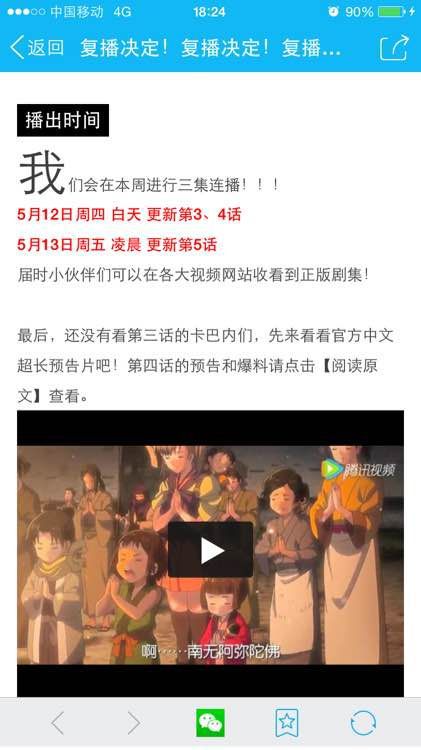 中国移动 4G 18:24 90%
返回 复播决定！复播决定！复播...
播出时间
我们会在本周进行三集连播！！！
5月12日周四 白天 更新第3、4话
5月13日周五 凌晨 更新第5话
届时小伙伴们可以在各大视频网站收看到正版剧集！
最后，还没有看第三话的卡巴内们，先来看看官方中文
超长预告片吧！第四话的预告和爆料请点击【阅读原
文】查看。
腾讯视频
啊……南无阿弥陀佛